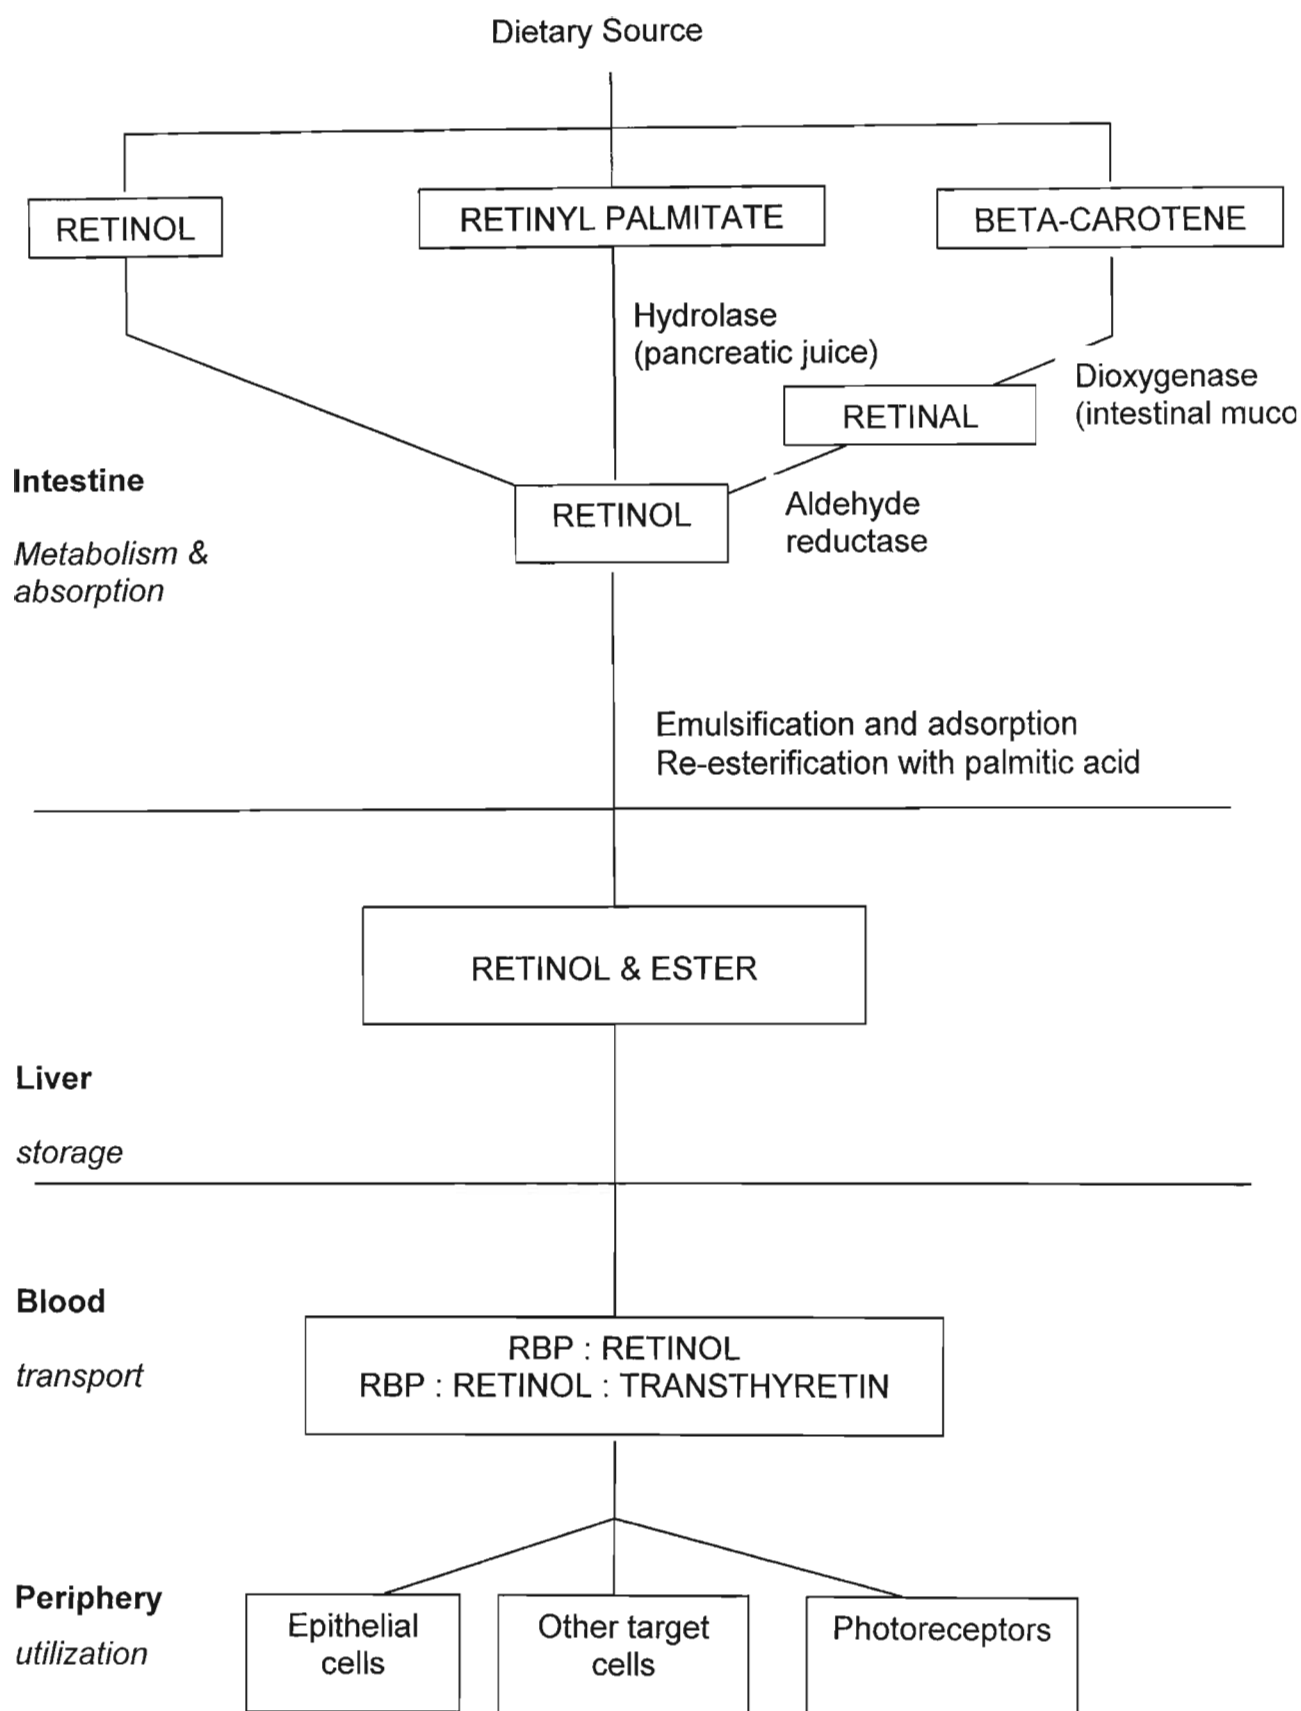 Dietary Source
RETINOL
RETINYL PALMITATE
BETA-CAROTENE
Hydrolase
(pancreatic juice)
Dioxygenase
(intestinal muco
RETINAL
Intestine
RETINOL
Aldehyde
reductase
Metabolism &
absorption
Emulsification and adsorption
Re-esterification with palmitic acid
RETINOL & ESTER
Liver
storage
Blood
RBP : RETINOL
transport
RBP : RETINOL : TRANSTHYRETIN
Periphery
utilization
Epithelial
cells
Other target
cells
Photoreceptors